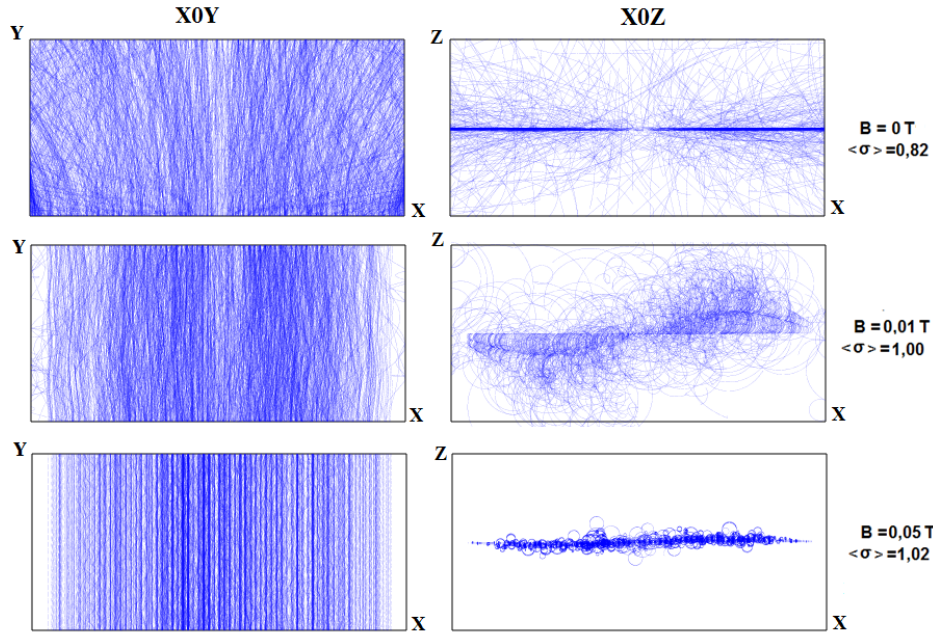 X0Y X0Z
Y Z
B = 0 T
< σ > =0,82
X X
Y Z
B = 0,01 T
< σ > =1,00
X X
Y Z
B = 0,05 T
< σ > =1,02
X X